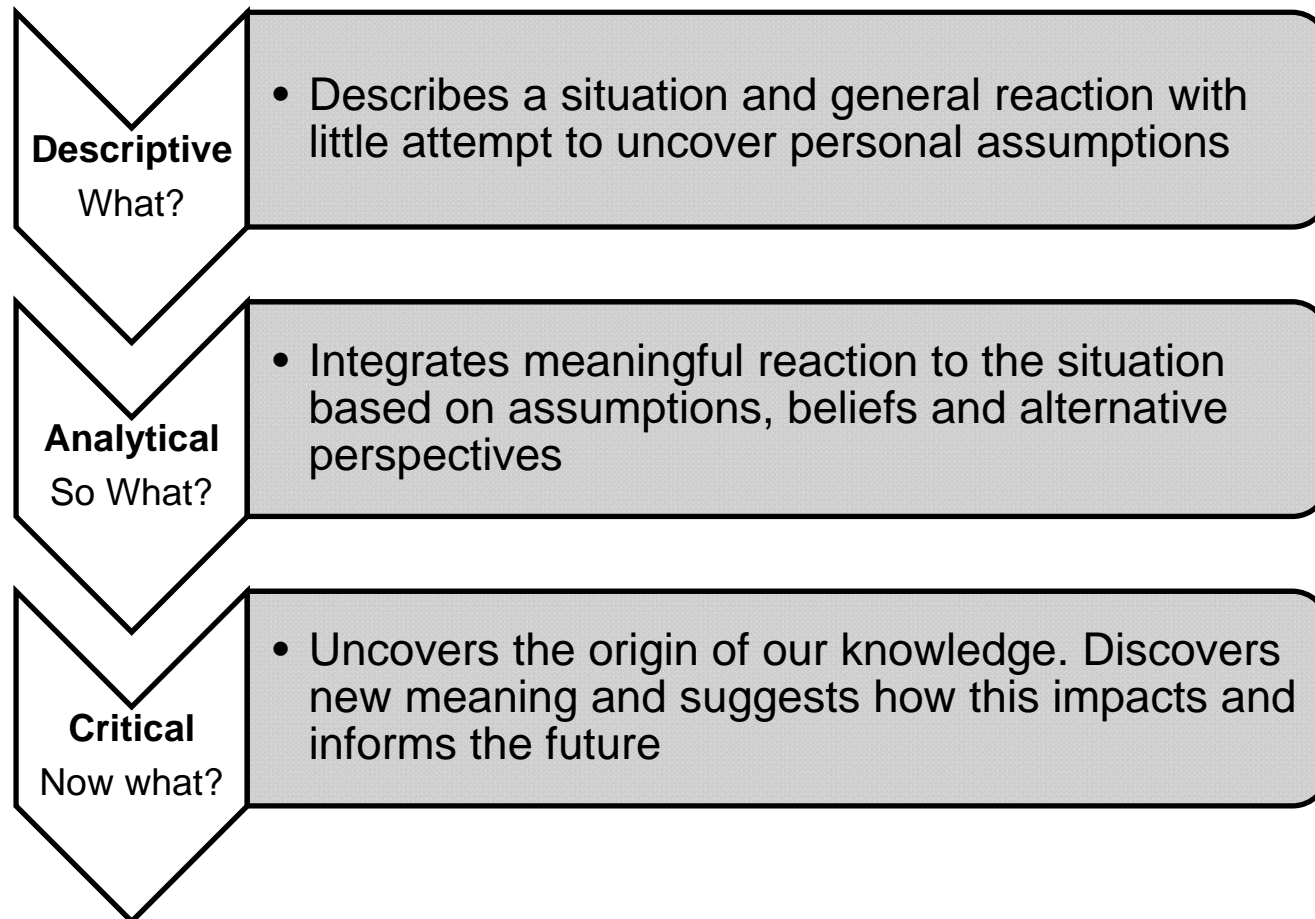 Descriptive
What?
• Describes a situation and general reaction with
little attempt to uncover personal assumptions
Analytical
So What?
• Integrates meaningful reaction to the situation
based on assumptions, beliefs and alternative
perspectives
Critical
Now what?
• Uncovers the origin of our knowledge. Discovers
new meaning and suggests how this impacts and
informs the future